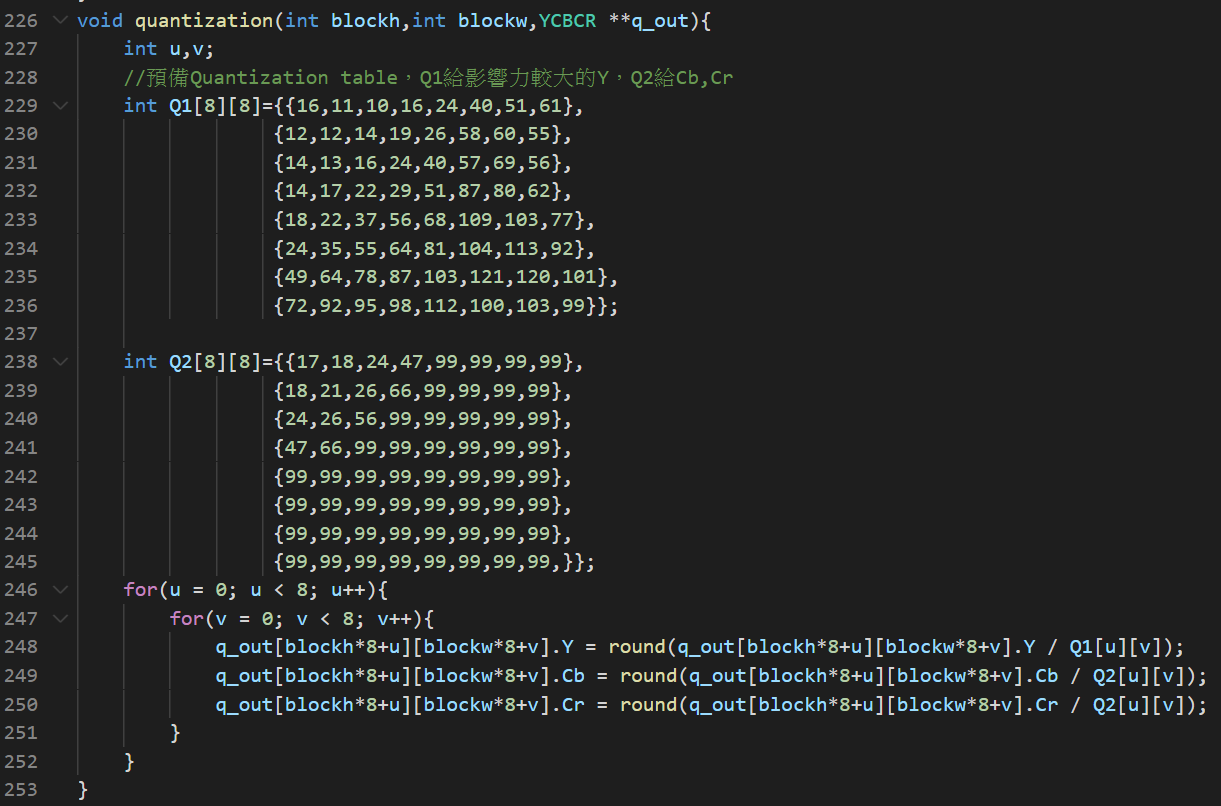 226 void quantization(int blockh,int blockw,YCBCR **q_out){
227     int u,v;
228     //預備Quantization table，Q1給影響力較大的Y，Q2給Cb,Cr
229     int Q1[8][8]={{16,11,10,16,24,40,51,61},
230                  {12,12,14,19,26,58,60,55},
231                  {14,13,16,24,40,57,69,56},
232                  {14,17,22,29,51,87,80,62},
233                  {18,22,37,56,68,109,103,77},
234                  {24,35,55,64,81,104,113,92},
235                  {49,64,78,87,103,121,120,101},
236                  {72,92,95,98,112,100,103,99}};
237
238     int Q2[8][8]={{17,18,24,47,99,99,99,99},
239                  {18,21,26,66,99,99,99,99},
240                  {24,26,56,99,99,99,99,99},
241                  {47,66,99,99,99,99,99,99},
242                  {99,99,99,99,99,99,99,99},
243                  {99,99,99,99,99,99,99,99},
244                  {99,99,99,99,99,99,99,99},
245                  {99,99,99,99,99,99,99,99,}};
246     for(u = 0; u < 8; u++){
247         for(v = 0; v < 8; v++){
248             q_out[blockh*8+u][blockw*8+v].Y = round(q_out[blockh*8+u][blockw*8+v].Y / Q1[u][v]);
249             q_out[blockh*8+u][blockw*8+v].Cb = round(q_out[blockh*8+u][blockw*8+v].Cb / Q2[u][v]);
250             q_out[blockh*8+u][blockw*8+v].Cr = round(q_out[blockh*8+u][blockw*8+v].Cr / Q2[u][v]);
251         }
252     }
253 }